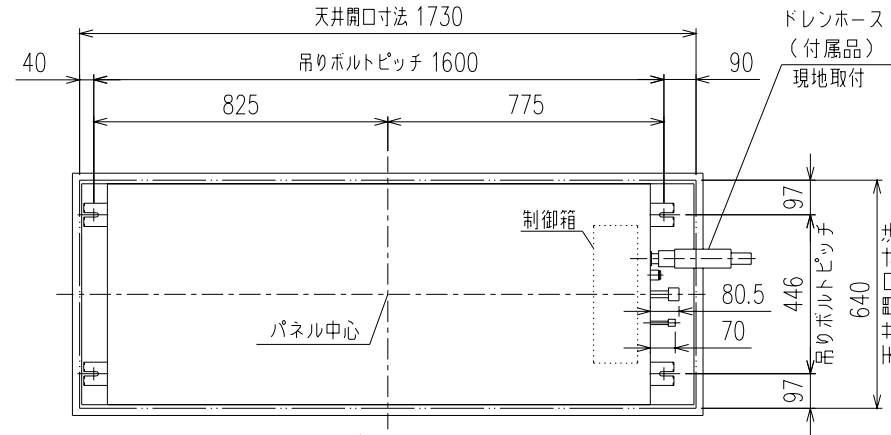 天井開口寸法 1730
ドレンホース
（付属品）
現地取付
40
吊りボルトピッチ 1600
90
825
775
97
制御箱
80.5
446
吊りボルトピッチ
640
天井開口寸法
パネル中心
70
97